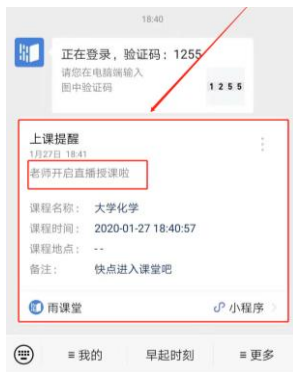 18:40
正在登录，验证码：1255
请您在电脑端输入
图中验证码
1 2 5 5
上课提醒
1月27日 18:41
老师开启直播授课啦
课程名称： 大学化学
课程时间： 2020-01-27 18:40:57
课程地点： --
备注： 快点进入课堂吧
雨课堂 小程序
≡ 我的 早起时刻 ≡ 更多